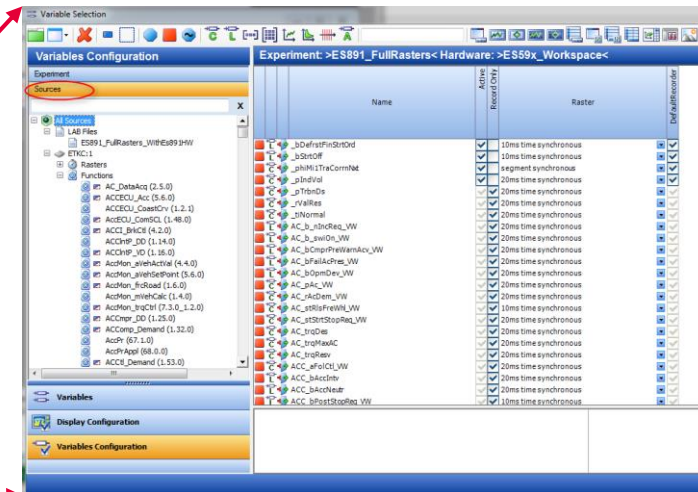 Variable Selection
Variables Configuration
Experiment: >ES891_FullRasters< Hardware: >ES59x_Workspace<
Experiment
Sources
X
All Sources
LAB Files
ES891_FullRasters_WithEs891HW
ETKC:1
Rasters
Functions
AC_DataAcq (2.5.0)
ACCECU_Acc (5.6.0)
ACCECU_CoastCrv (1.2.1)
AccECU_ComSCL (1.48.0)
ACCI_BrkCtl (4.2.0)
ACCIntP_DD (1.14.0)
ACCIntP_VD (1.16.0)
AccMon_aVehActVal (4.4.0)
AccMon_aVehSetPoint (5.6.0)
AccMon_frcRoad (1.6.0)
AccMon_mVehCalc (1.4.0)
AccMon_trqCtrl (7.3.0_1.2.0)
ACCmpr_DD (1.25.0)
ACComp_Demand (1.32.0)
AccPr (67.1.0)
AccPrAppl (68.0.0)
ACCtl_Demand (1.53.0)
Variables
Display Configuration
Variables Configuration
Name Active Record Only Raster DefaultRecorder
_bDefrstFinStrtOrd 10ms time synchronous
_bStrtOff 10ms time synchronous
_phiMi1TraCorrnNxt segment synchronous
_pIndVol 20ms time synchronous
_pTrbnDs 20ms time synchronous
_rValRes 20ms time synchronous
_tiNormal 20ms time synchronous
AC_b_nIncReq_VW 20ms time synchronous
AC_b_swiOn_VW 20ms time synchronous
AC_bCmprPreWarnAcv_VW 20ms time synchronous
AC_bFailAcPres_VW 20ms time synchronous
AC_bOpmDev_VW 20ms time synchronous
AC_pAc_VW 20ms time synchronous
AC_rAcDem_VW 20ms time synchronous
AC_stRlsFreWhl_VW 10ms time synchronous
AC_stStrtStopReq_VW 20ms time synchronous
AC_trqDes 20ms time synchronous
AC_trqMaxAC 20ms time synchronous
AC_trqResv 20ms time synchronous
ACC_aFolCtl_VW 20ms time synchronous
ACC_bAccIntv 20ms time synchronous
ACC_bAccNeutr 20ms time synchronous
ACC_bPostStopReq_VW 20ms time synchronous